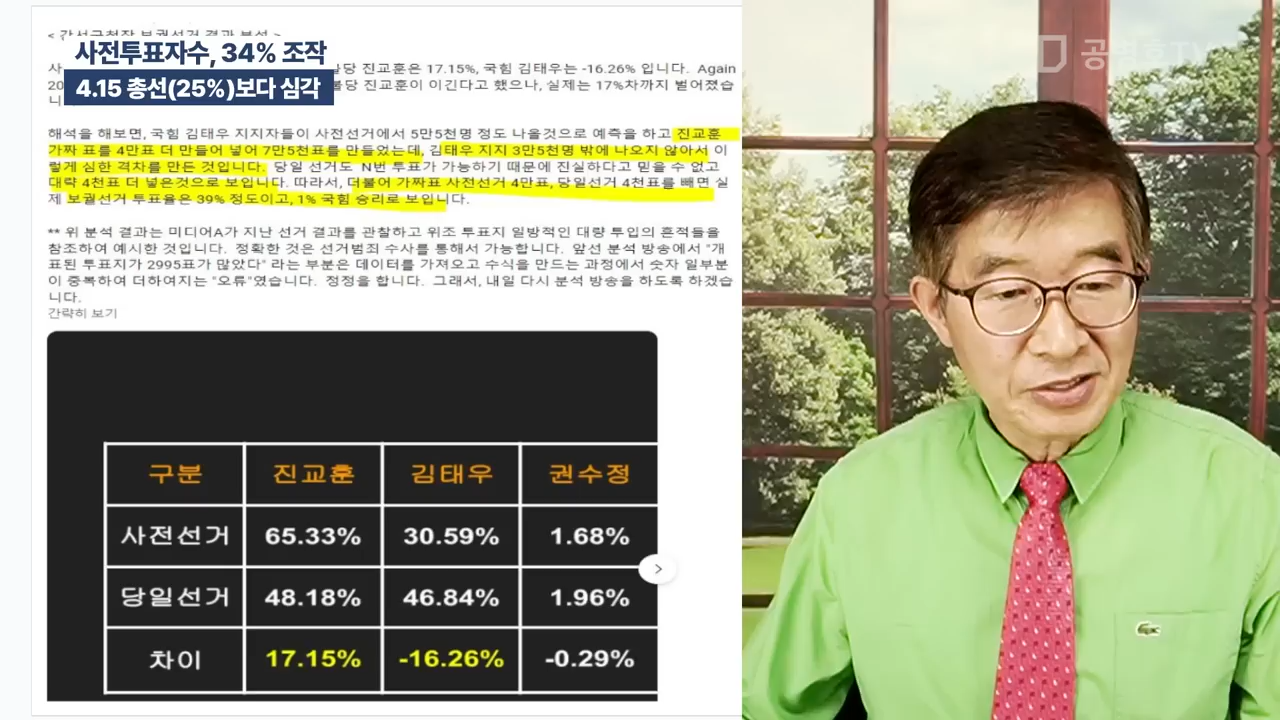 사전투표자수, 34% 조작
4.15 총선(25%)보다 심각
당 진교훈은 17.15%, 국힘 김태우는 -16.26% 입니다. Again
당 진교훈이 이긴다고 했으나, 실제는 17%차까지 벌어졌습
해석을 해보면, 국힘 김태우 지지자들이 사전선거에서 5만5천명 정도 나올것으로 예측을 하고 진교훈
가짜 표를 4만표 더 만들어 넣어 7만5천표를 만들었는데, 김태우 지지 3만5천명 밖에 나오지 않아서 이
렇게 심한 격차를 만든 것입니다. 당일 선거도 N번 투표가 가능하기 때문에 진실하다고 믿을 수 없고
대략 4천표 더 넣은것으로 보입니다. 따라서, 더불어 가짜표 사전선거 4만표, 당일선거 4천표를 빼면 실
제 보궐선거 투표율은 39% 정도이고, 1% 국힘 승리로 보입니다.
** 위 분석 결과는 미디어A가 지난 선거 결과를 관찰하고 위조 투표지 일방적인 대량 투입의 흔적들을
참조하여 예시한 것입니다. 정확한 것은 선거범죄 수사를 통해서 가능합니다. 앞선 분석 방송에서 "개
표된 투표지가 2995표가 많았다" 라는 부분은 데이터를 가져오고 수식을 만드는 과정에서 숫자 일부분
이 중복하여 더하여지는 "오류"였습니다. 정정을 합니다. 그래서, 내일 다시 분석 방송을 하도록 하겠습
니다.
간략히 보기
구분 진교훈 김태우 권수정
사전선거 65.33% 30.59% 1.68%
당일선거 48.18% 46.84% 1.96%
차이 17.15% -16.26% -0.29%
공병호TV